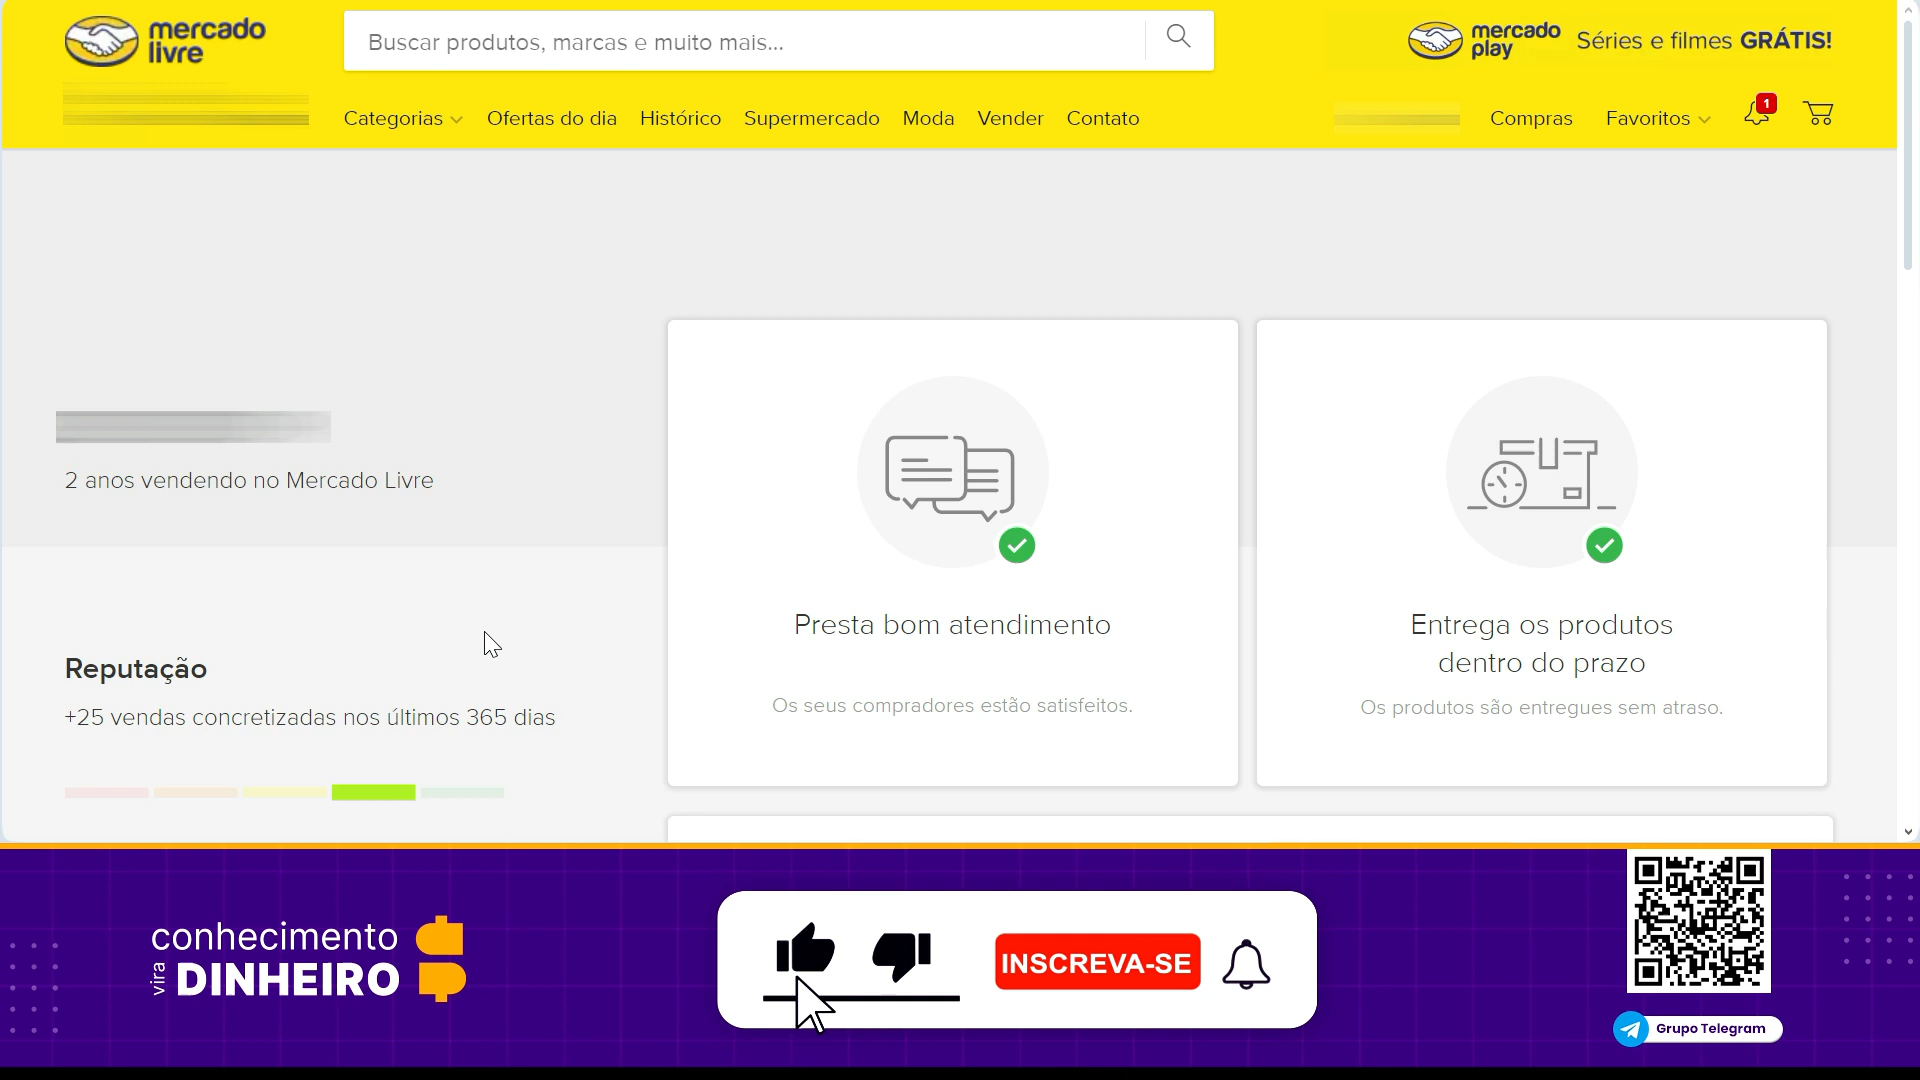 mercado
livre
Buscar produtos, marcas e muito mais...
mercado
play
Séries e filmes GRÁTIS!
Categorias
Ofertas do dia
Histórico
Supermercado
Moda
Vender
Contato
Compras
Favoritos
1
2 anos vendendo no Mercado Livre
Reputação
+25 vendas concretizadas nos últimos 365 dias
Presta bom atendimento
Os seus compradores estão satisfeitos.
Entrega os produtos
dentro do prazo
Os produtos são entregues sem atraso.
conhecimento
vira
DINHEIRO
INSCREVA-SE
Grupo Telegram